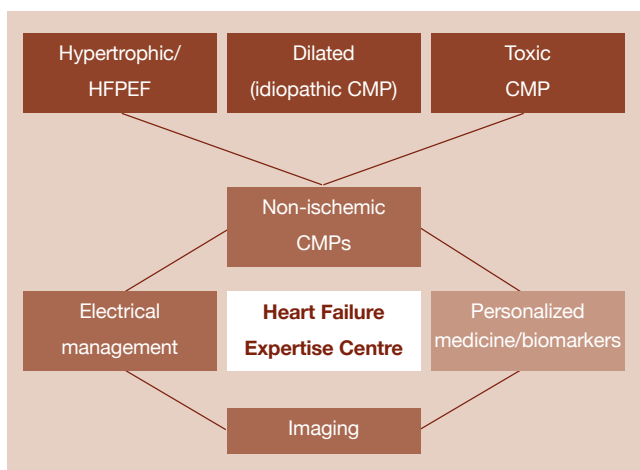 Hypertrophic/
HFPEF
Dilated
(idiopathic CMP)
Toxic
CMP
Non-ischemic
CMPs
Electrical
management
Heart Failure
Expertise Centre
Personalized
medicine/biomarkers
Imaging